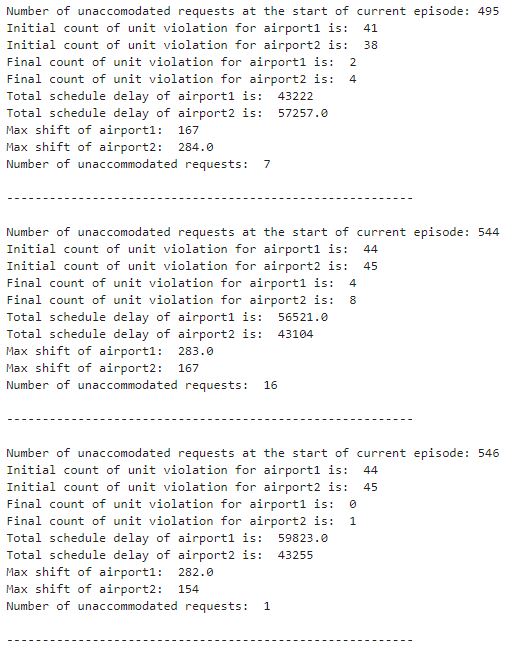 Number of unaccomodated requests at the start of current episode: 495
Initial count of unit violation for airport1 is:  41
Initial count of unit violation for airport2 is:  38
Final count of unit violation for airport1 is:  2
Final count of unit violation for airport2 is:  4
Total schedule delay of airport1 is:  43222
Total schedule delay of airport2 is:  57257.0
Max shift of airport1:  167
Max shift of airport2:  284.0
Number of unaccommodated requests:  7
---------------------------------------------------------
Number of unaccomodated requests at the start of current episode: 544
Initial count of unit violation for airport1 is:  44
Initial count of unit violation for airport2 is:  45
Final count of unit violation for airport1 is:  4
Final count of unit violation for airport2 is:  8
Total schedule delay of airport1 is:  56521.0
Total schedule delay of airport2 is:  43104
Max shift of airport1:  283.0
Max shift of airport2:  167
Number of unaccommodated requests:  16
---------------------------------------------------------
Number of unaccomodated requests at the start of current episode: 546
Initial count of unit violation for airport1 is:  44
Initial count of unit violation for airport2 is:  45
Final count of unit violation for airport1 is:  0
Final count of unit violation for airport2 is:  1
Total schedule delay of airport1 is:  59823.0
Total schedule delay of airport2 is:  43255
Max shift of airport1:  282.0
Max shift of airport2:  154
Number of unaccommodated requests:  1
---------------------------------------------------------